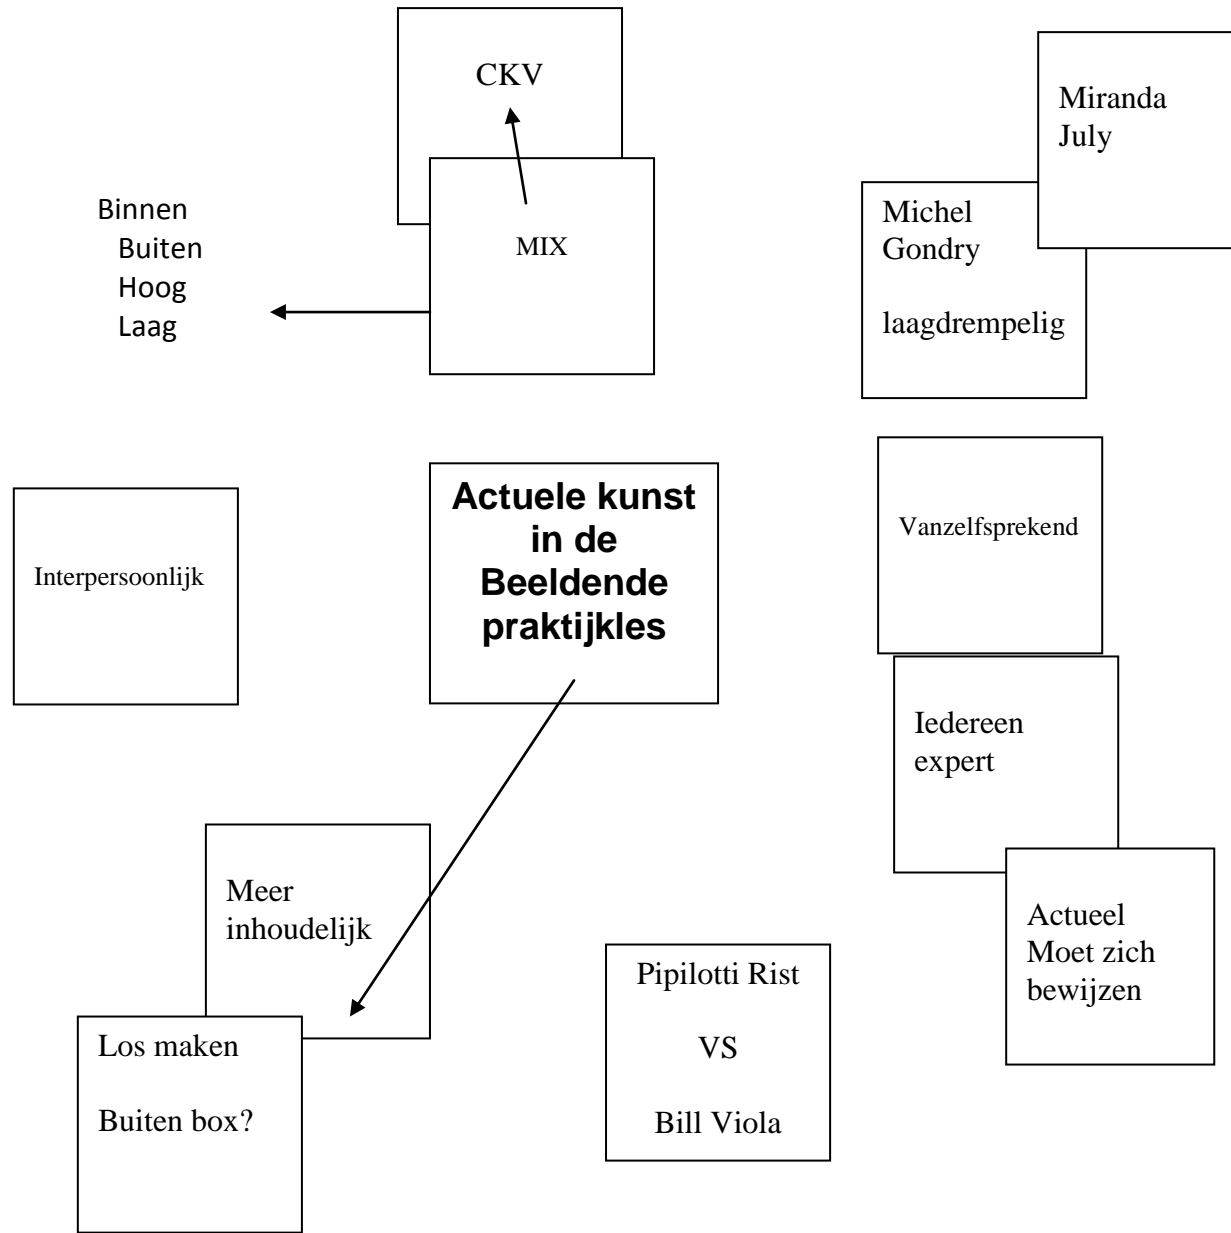 CKV
MIX
Binnen
Buiten
Hoog
Laag
Miranda
July
Michel
Gondry
laagdrempelig
Interpersoonlijk
Actuele kunst
in de
Beeldende
praktijkles
Vanzelfsprekend
Iedereen
expert
Actueel
Moet zich
bewijzen
Meer
inhoudelijk
Los maken
Buiten box?
Pipilotti Rist
VS
Bill Viola